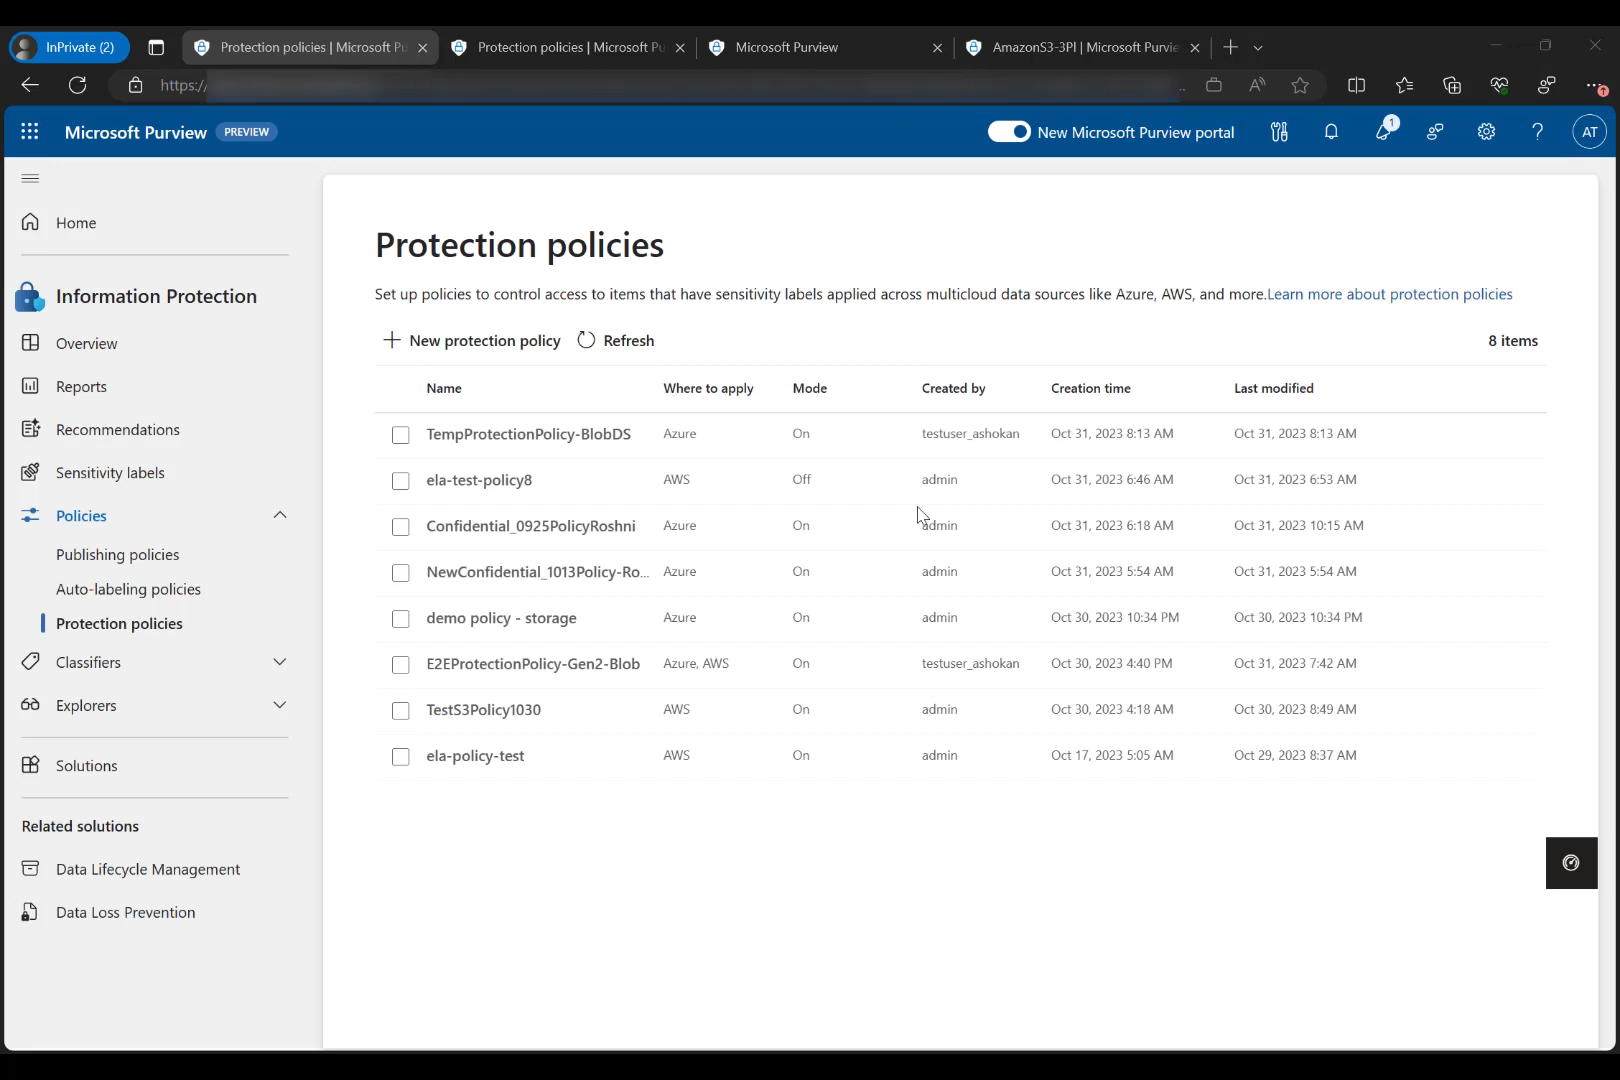 InPrivate (2)
Protection policies | Microsoft Pu
Protection policies | Microsoft Pu
Microsoft Purview
AmazonS3-3PI | Microsoft Purvie
https:/
Microsoft Purview PREVIEW
New Microsoft Purview portal
1
?
AT
Home
Information Protection
Overview
Reports
Recommendations
Sensitivity labels
Policies
Publishing policies
Auto-labeling policies
Protection policies
Classifiers
Explorers
Solutions
Related solutions
Data Lifecycle Management
Data Loss Prevention
Protection policies
Set up policies to control access to items that have sensitivity labels applied across multicloud data sources like Azure, AWS, and more.Learn more about protection policies
New protection policy Refresh 8 items
Name Where to apply Mode Created by Creation time Last modified
TempProtectionPolicy-BlobDS Azure On testuser_ashokan Oct 31, 2023 8:13 AM Oct 31, 2023 8:13 AM
ela-test-policy8 AWS Off admin Oct 31, 2023 6:46 AM Oct 31, 2023 6:53 AM
Confidential_0925PolicyRoshni Azure On admin Oct 31, 2023 6:18 AM Oct 31, 2023 10:15 AM
NewConfidential_1013Policy-Ro... Azure On admin Oct 31, 2023 5:54 AM Oct 31, 2023 5:54 AM
demo policy - storage Azure On admin Oct 30, 2023 10:34 PM Oct 30, 2023 10:34 PM
E2EProtectionPolicy-Gen2-Blob Azure, AWS On testuser_ashokan Oct 30, 2023 4:40 PM Oct 31, 2023 7:42 AM
TestS3Policy1030 AWS On admin Oct 30, 2023 4:18 AM Oct 30, 2023 8:49 AM
ela-policy-test AWS On admin Oct 17, 2023 5:05 AM Oct 29, 2023 8:37 AM